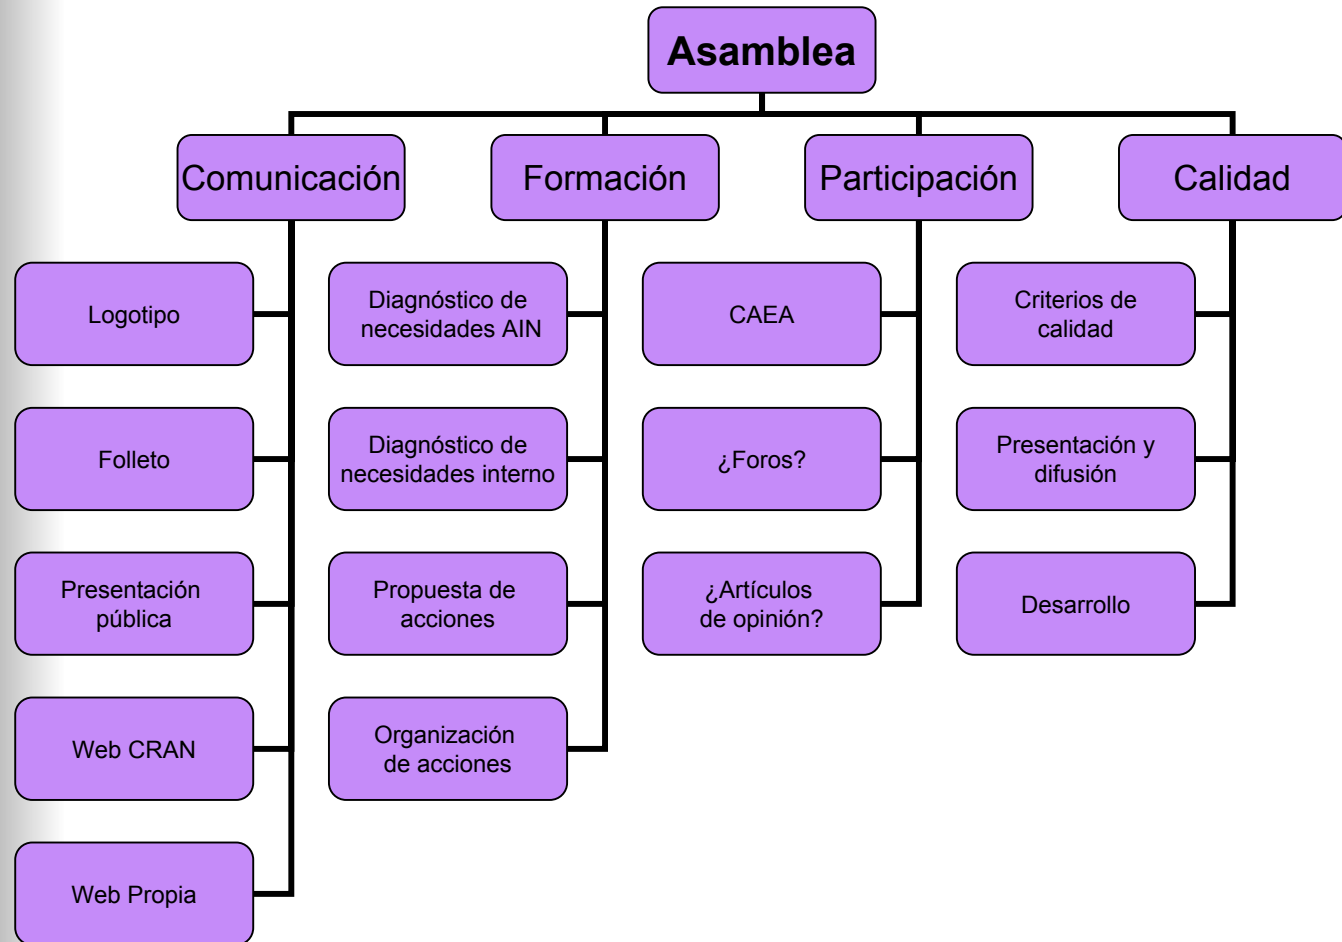 Asamblea
Comunicación
Formación
Participación
Calidad
Logotipo
Folleto
Presentación
pública
Web CRAN
Web Propia
Diagnóstico de
necesidades AIN
Diagnóstico de
necesidades interno
Propuesta de
acciones
Organización
de acciones
CAEA
¿Foros?
¿Artículos
de opinión?
Criterios de
calidad
Presentación y
difusión
Desarrollo